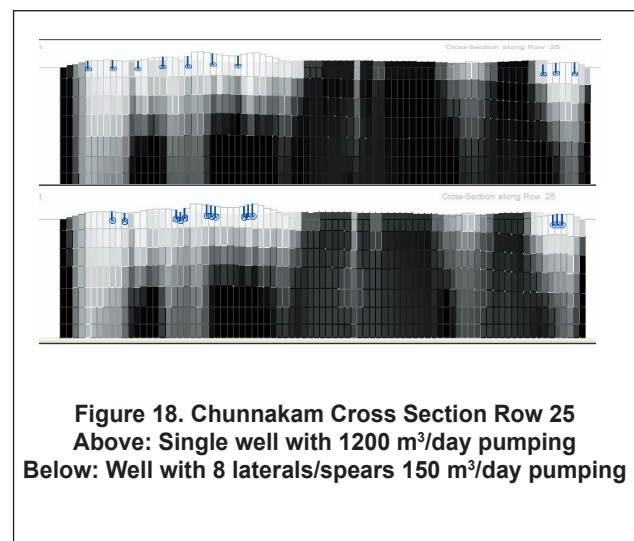 Cross-Section along Row 25
Cross-Section along Row 25
Figure 18. Chunnakam Cross Section Row 25
Above: Single well with 1200 m³/day pumping
Below: Well with 8 laterals/spears 150 m³/day pumping